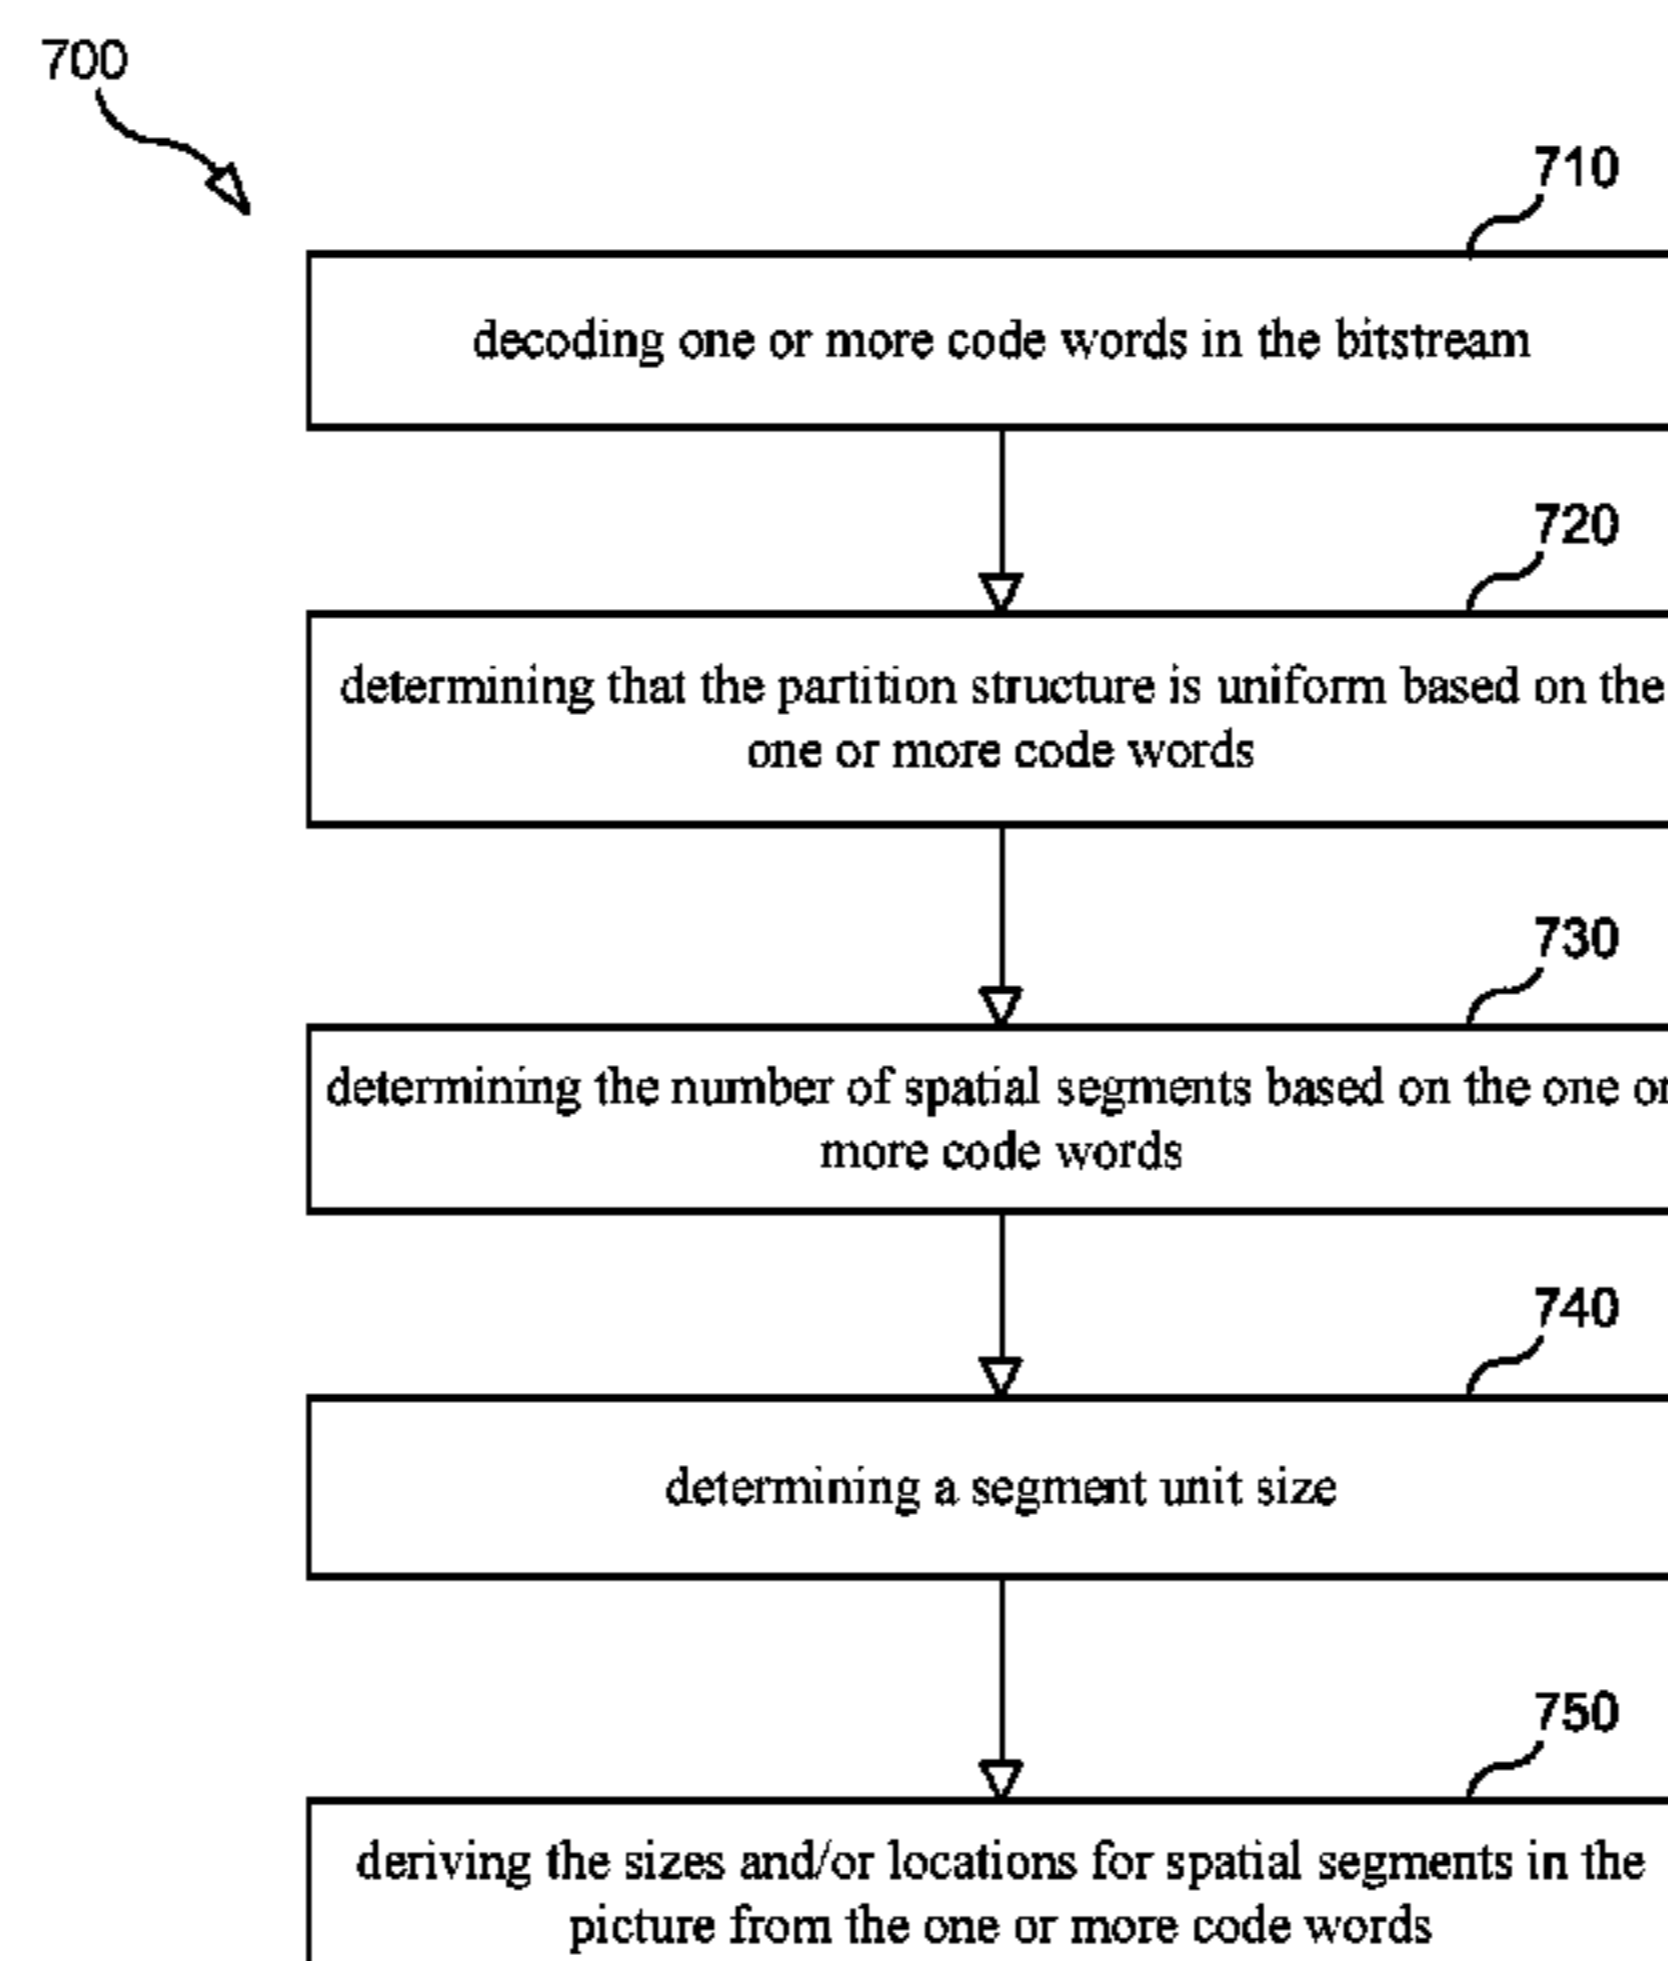 700
710
decoding one or more code words in the bitstream
720
determining that the partition structure is uniform based on the
one or more code words
730
determining the number of spatial segments based on the one or
more code words
740
determining a segment unit size
750
deriving the sizes and/or locations for spatial segments in the
picture from the one or more code words